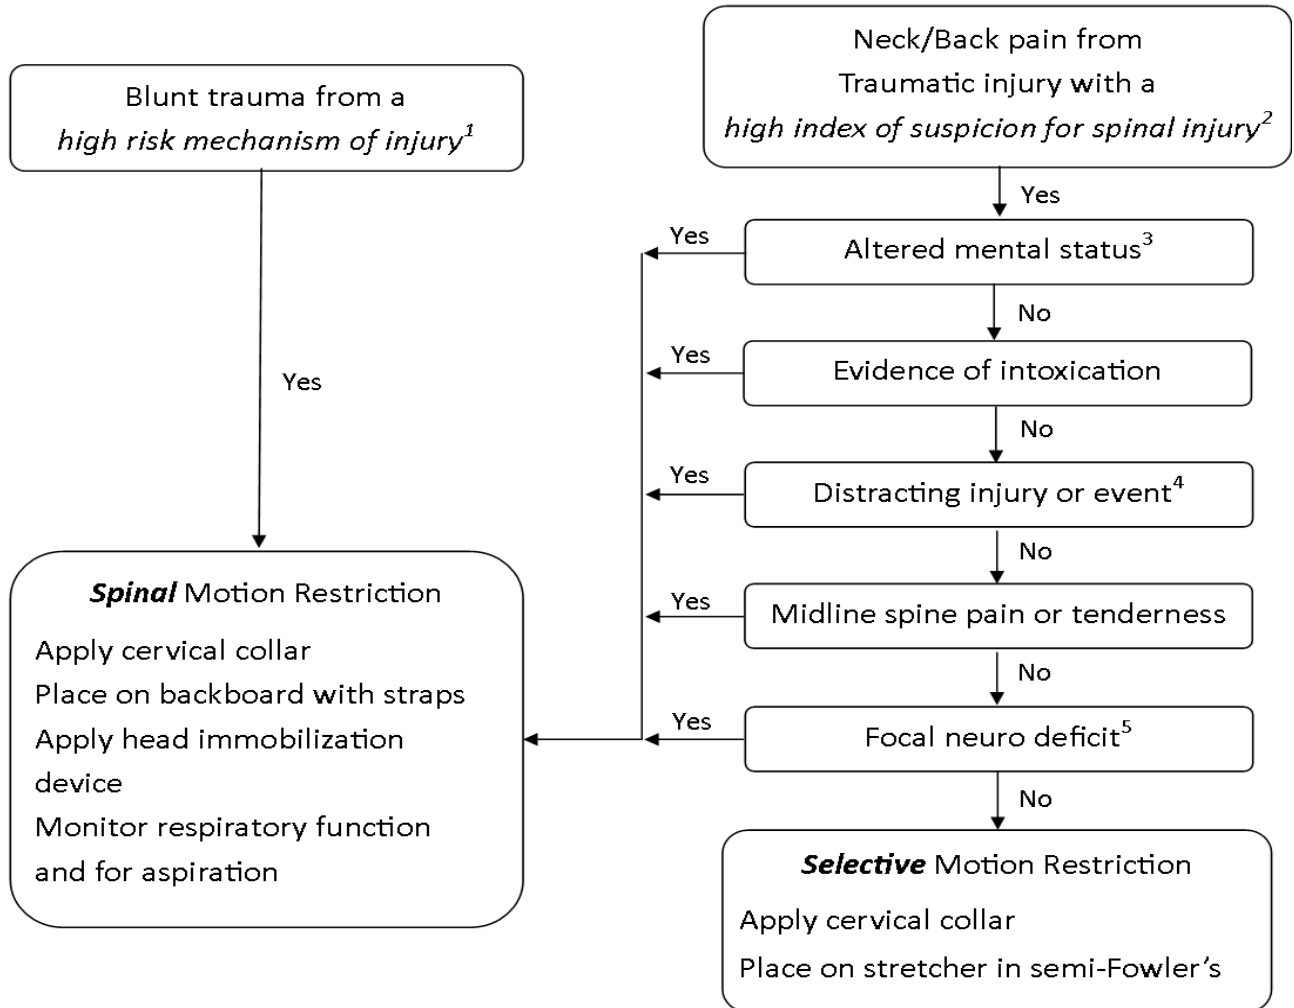 Blunt trauma from a
high risk mechanism of injury1
Yes
Spinal Motion Restriction
Apply cervical collar
Place on backboard with straps
Apply head immobilization
device
Monitor respiratory function
and for aspiration
Neck/Back pain from
Traumatic injury with a
high index of suspicion for spinal injury2
Yes
Yes
Altered mental status3
No
Yes
Evidence of intoxication
No
Yes
Distracting injury or event4
No
Yes
Midline spine pain or tenderness
No
Yes
Focal neuro deficit5
No
Selective Motion Restriction
Apply cervical collar
Place on stretcher in semi-Fowler’s